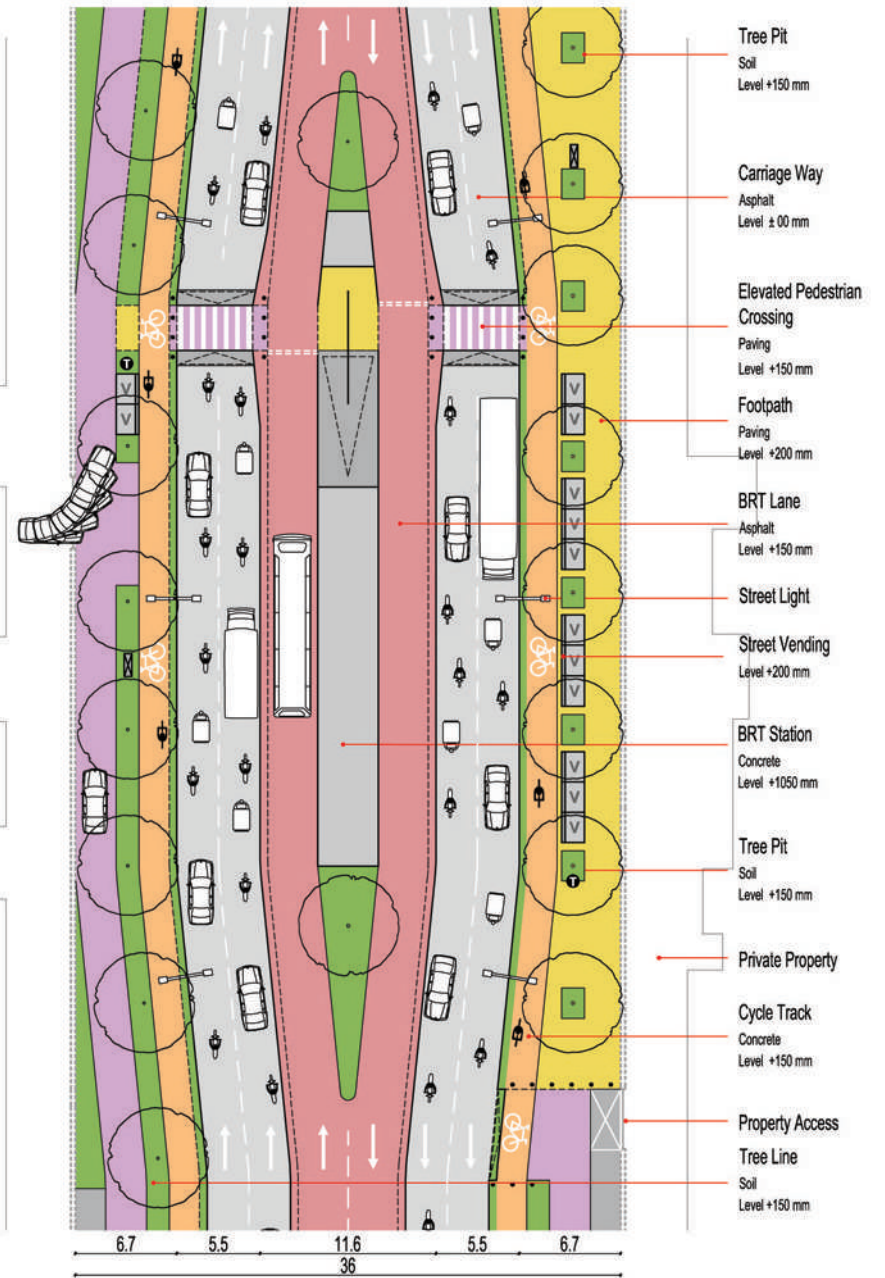 Tree Pit
Soil
Level +150 mm
Carriage Way
Asphalt
Level ± 00 mm
Elevated Pedestrian
Crossing
Paving
Level +150 mm
Footpath
Paving
Level +200 mm
BRT Lane
Asphalt
Level +150 mm
Street Light
Street Vending
Level +200 mm
BRT Station
Concrete
Level +1050 mm
Tree Pit
Soil
Level +150 mm
Private Property
Cycle Track
Concrete
Level +150 mm
Property Access
Tree Line
Soil
Level +150 mm
T
V
V
V
V
V
V
V
V
V
V
V
V
V
T
6.7 5.5 11.6 5.5 6.7
36